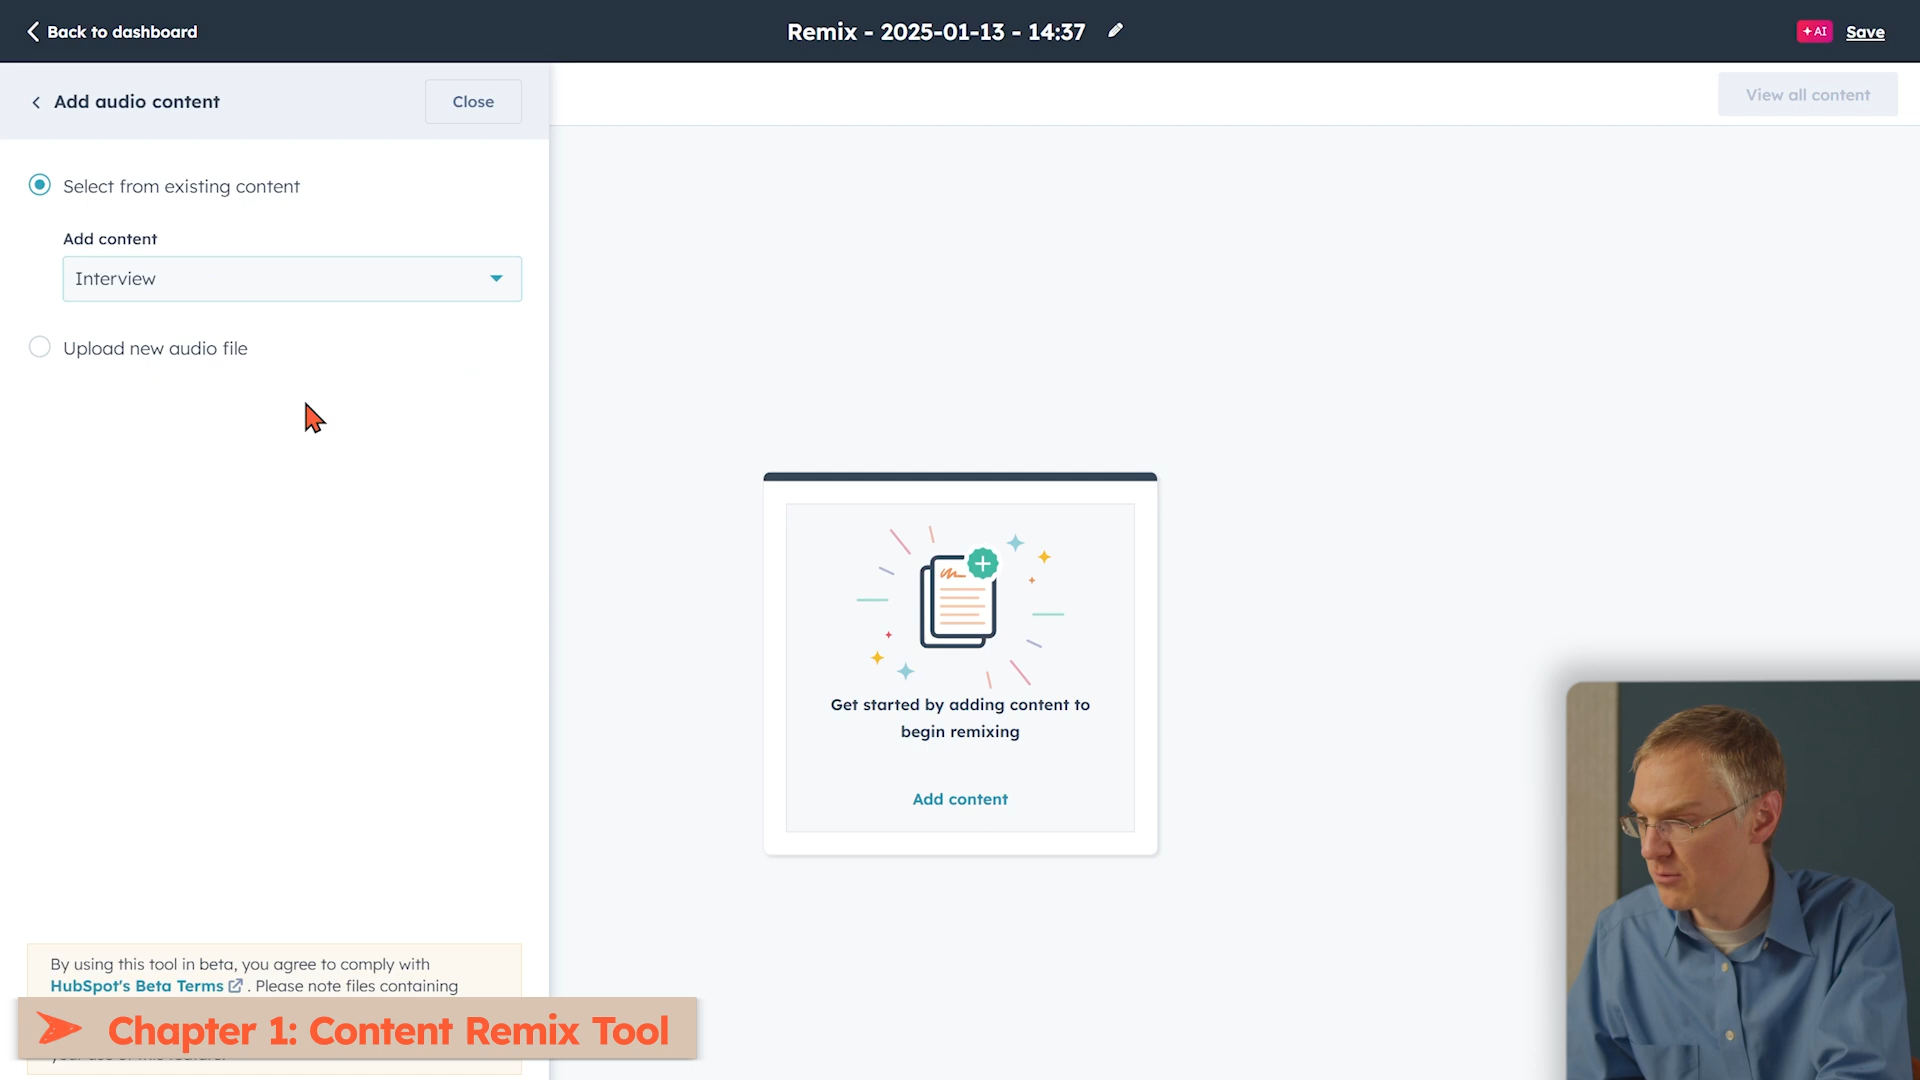 Back to dashboard
Remix - 2025-01-13 - 14:37
AI
Save
Add audio content
Close
View all content
Select from existing content
Add content
Interview
Upload new audio file
Get started by adding content to
begin remixing
Add content
By using this tool in beta, you agree to comply with
HubSpot's Beta Terms . Please note files containing
Chapter 1: Content Remix Tool